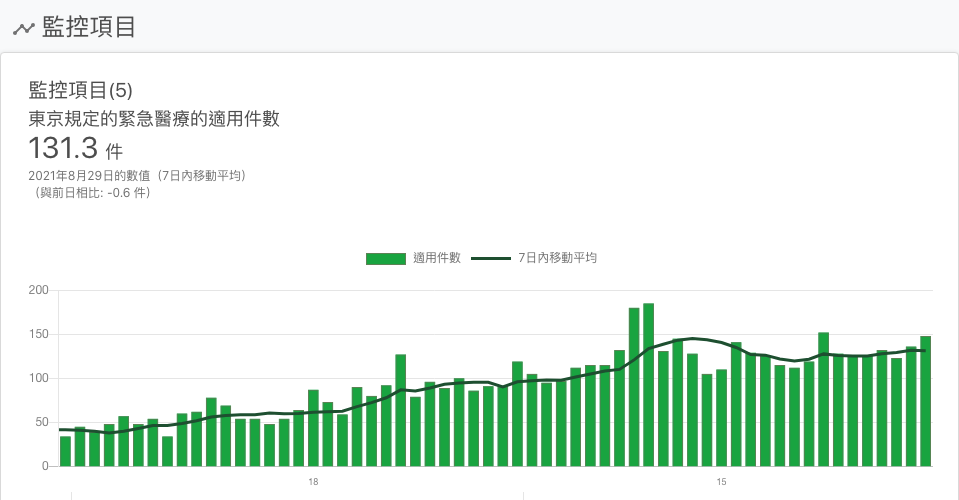 監控項目
監控項目(5)
東京規定的緊急醫療的適用件數
131.3 件
2021年8月29日的數值（7日內移動平均）
（與前日相比: -0.6 件）
適用件數 7日內移動平均
200
150
100
50
0
18 15